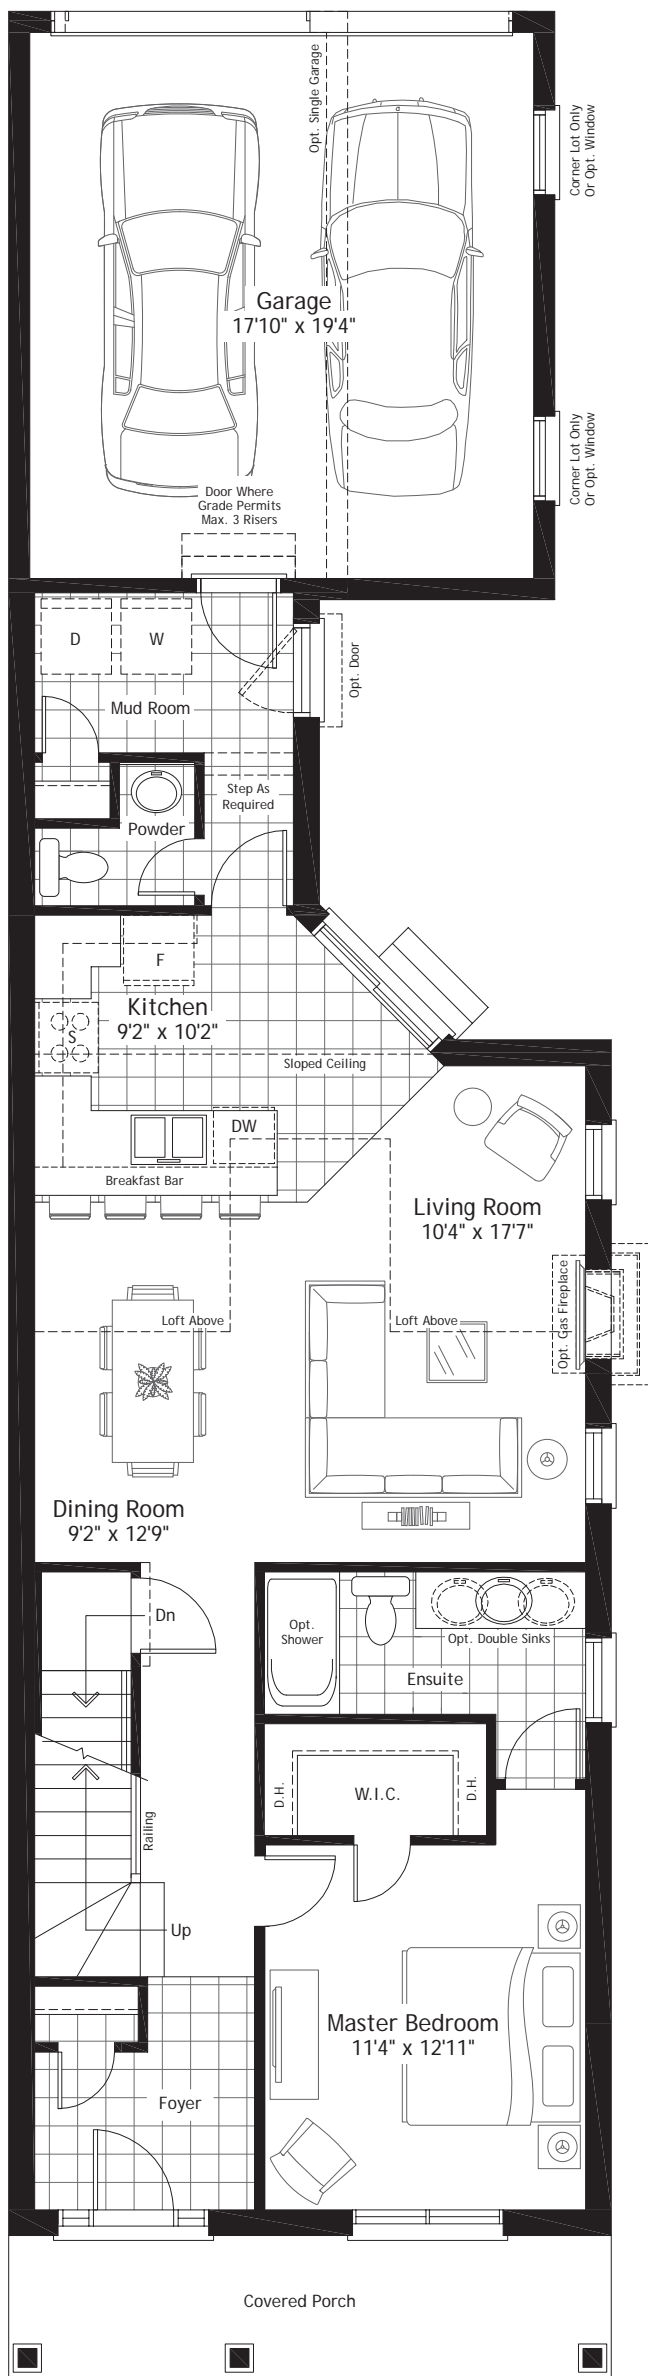 Opt. Single Garage
Corner Lot Only
Or Opt. Window
Garage
17'10" x 19'4"
Corner Lot Only
Or Opt. Window
Door Where
Grade Permits
Max. 3 Risers
D
W
Opt. Door
Mud Room
Step As
Required
Powder
F
Kitchen
9'2" x 10'2"
S
Sloped Ceiling
DW
Breakfast Bar
Living Room
10'4" x 17'7"
Opt. Gas Fireplace
Loft Above
Loft Above
Dining Room
9'2" x 12'9"
Dn
Opt.
Shower
Opt. Double Sinks
Ensuite
D.H.
W.I.C.
D.H.
Railing
Up
Master Bedroom
11'4" x 12'11"
Foyer
Covered Porch